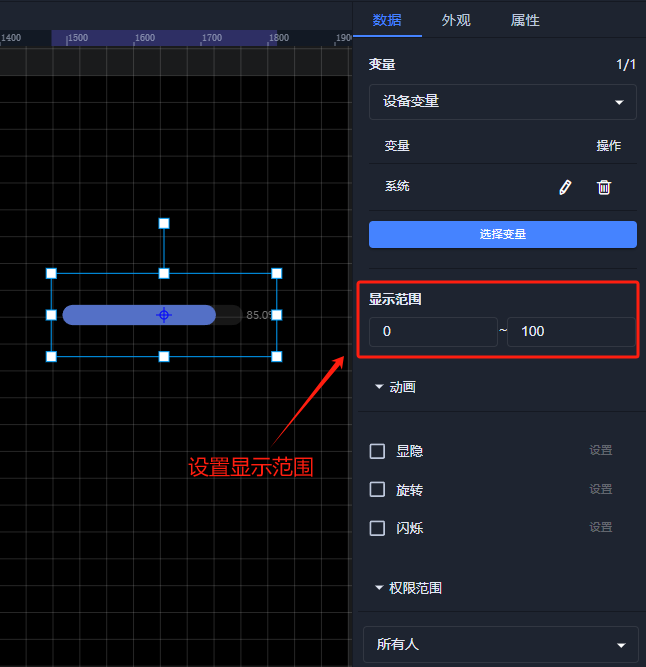 数据 外观 属性
1400 1500 1600 1700 1800 190
变量 1/1
设备变量
变量 操作
系统
选择变量
显示范围
85.0
0 ~ 100
动画
设置显示范围
显隐 设置
旋转 设置
闪烁 设置
权限范围
所有人